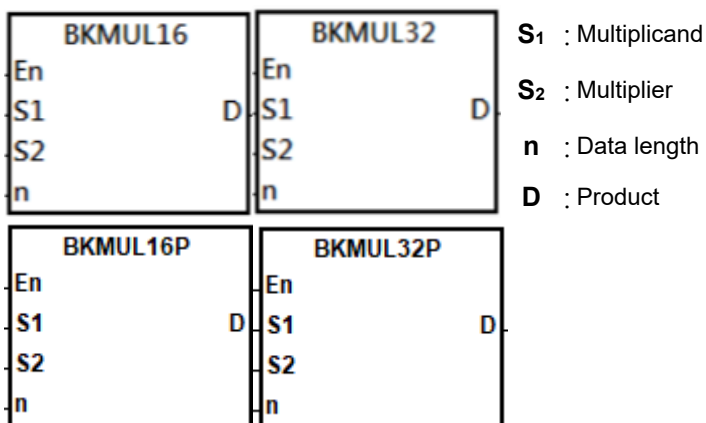 BKMUL16
En
S1 D
S2
n
BKMUL32
En
S1 D
S2
n
S1 : Multiplicand
S2 : Multiplier
n : Data length
D : Product
BKMUL16P
En
S1 D
S2
n
BKMUL32P
En
S1 D
S2
n